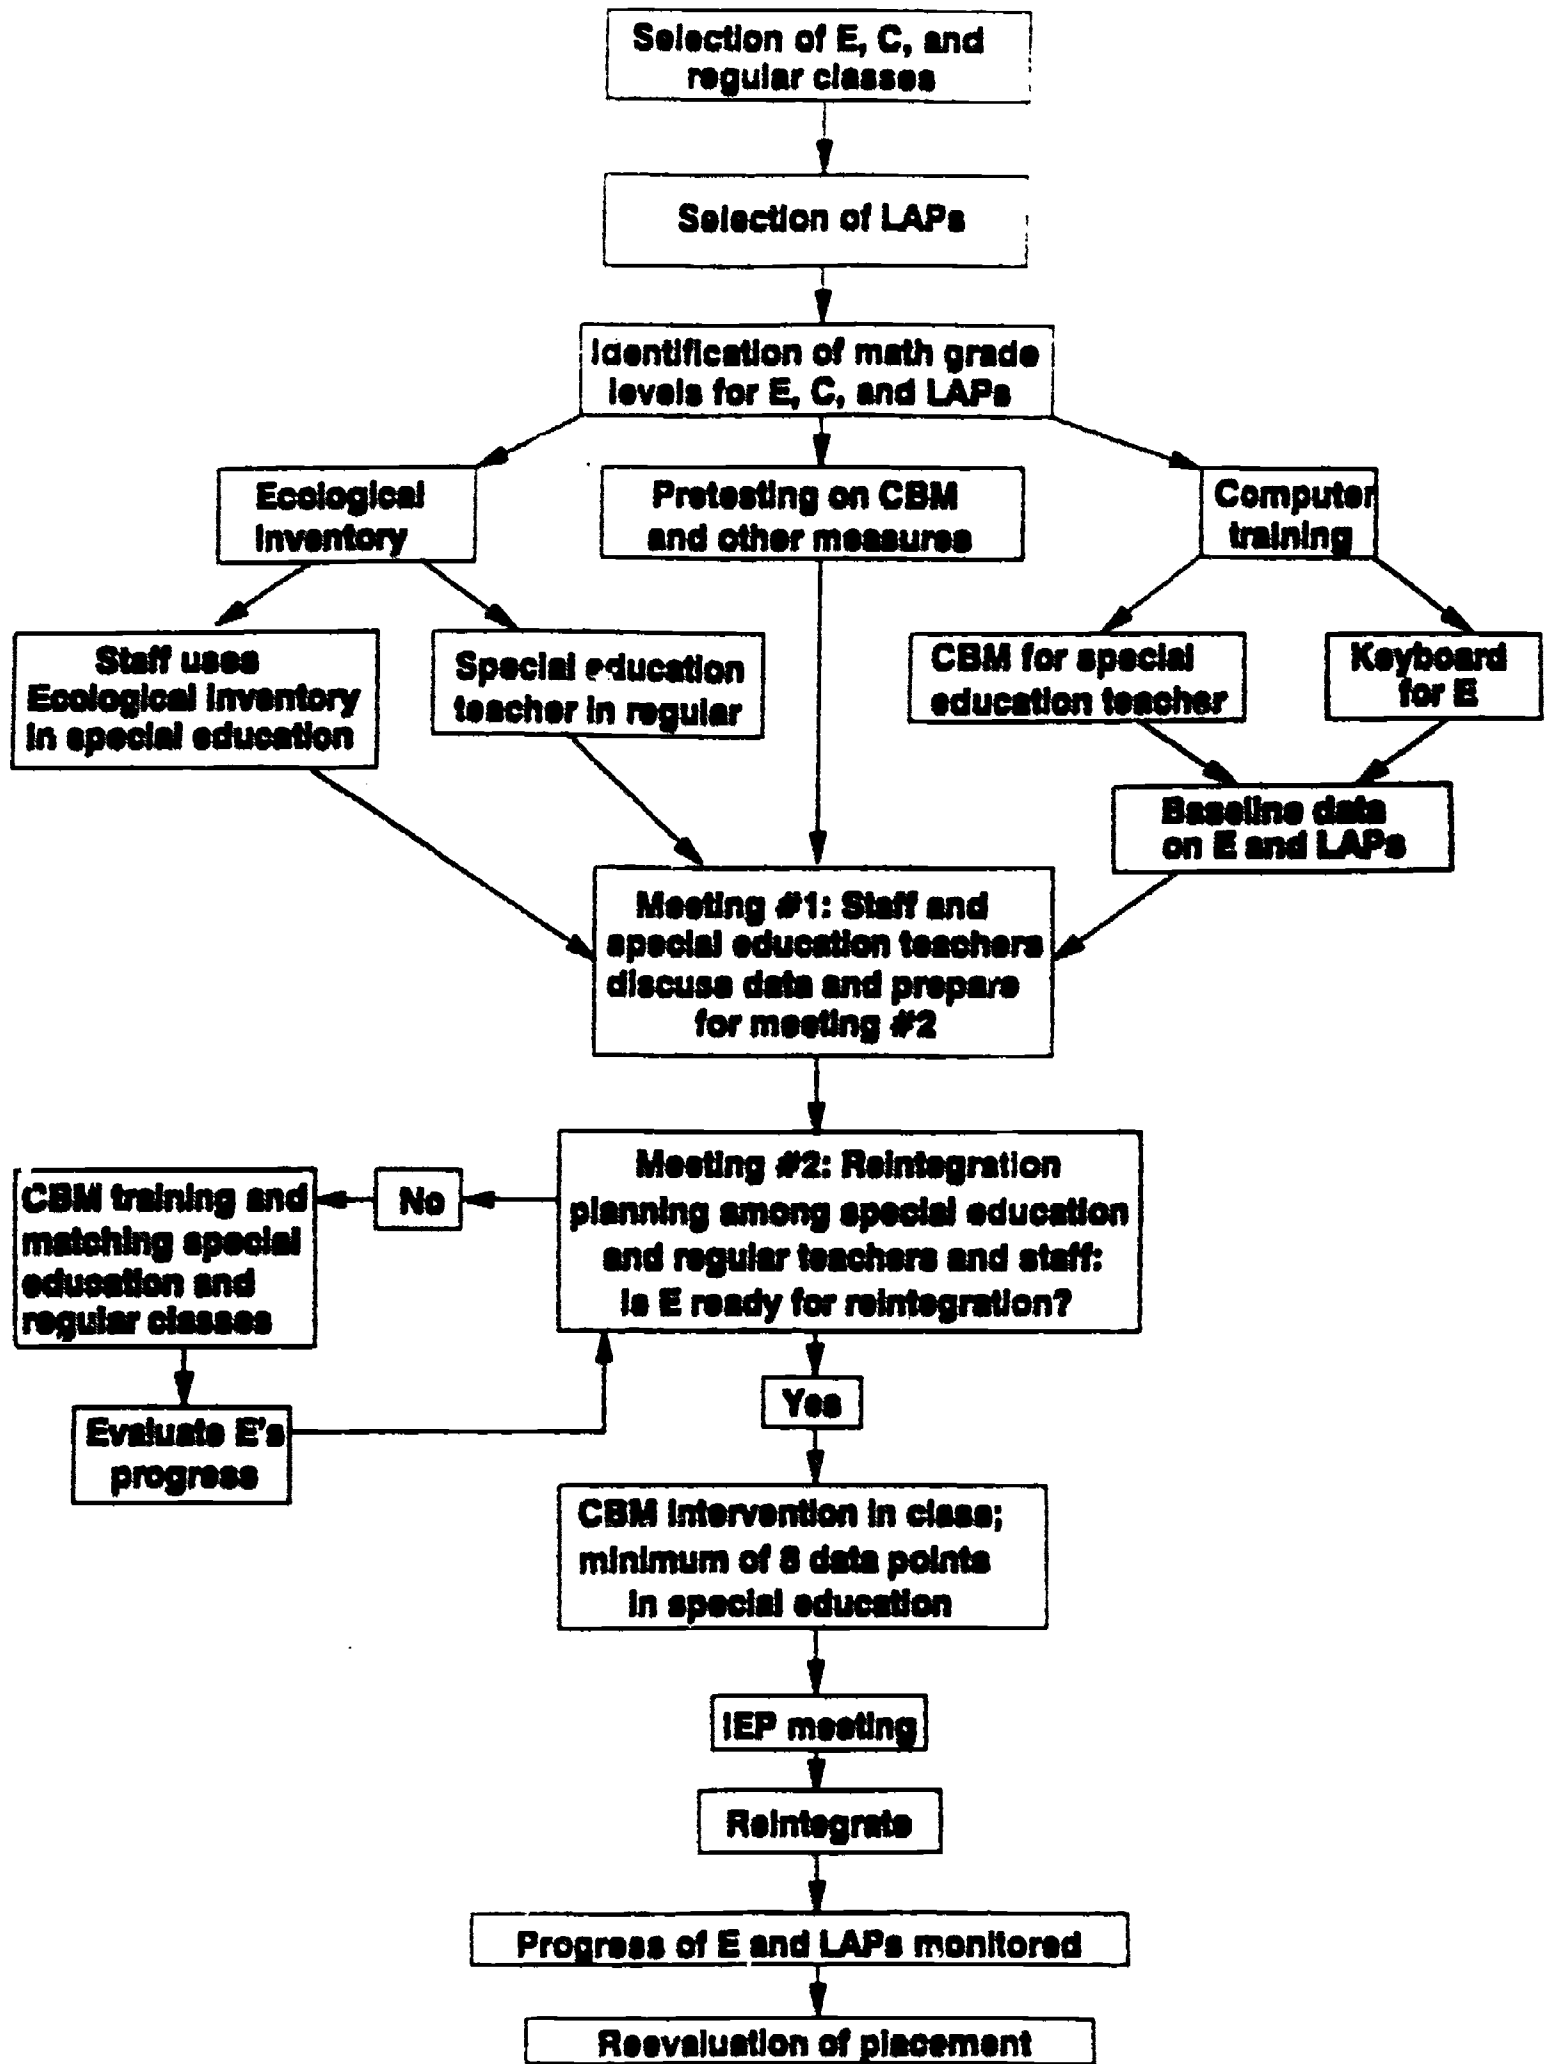 Selection of E, C, and
regular classes
Selection of LAPs
Identification of math grade
levels for E, C, and LAPs
Ecological
Inventory
Pretesting on CBM
and other measures
Computer
training
Staff uses
Ecological Inventory
in special education
Special education
teacher in regular
CBM for special
education teacher
Keyboard
for E
Baseline data
on E and LAPs
Meeting #1: Staff and
special education teachers
discuss data and prepare
for meeting #2
Meeting #2: Reintegration
planning among special education
and regular teachers and staff:
Is E ready for reintegration?
No
CBM training and
matching special
education and
regular classes
Evaluate E's
progress
Yes
CBM intervention in class;
minimum of 8 data points
in special education
IEP meeting
Reintegrate
Progress of E and LAPs monitored
Reevaluation of placement